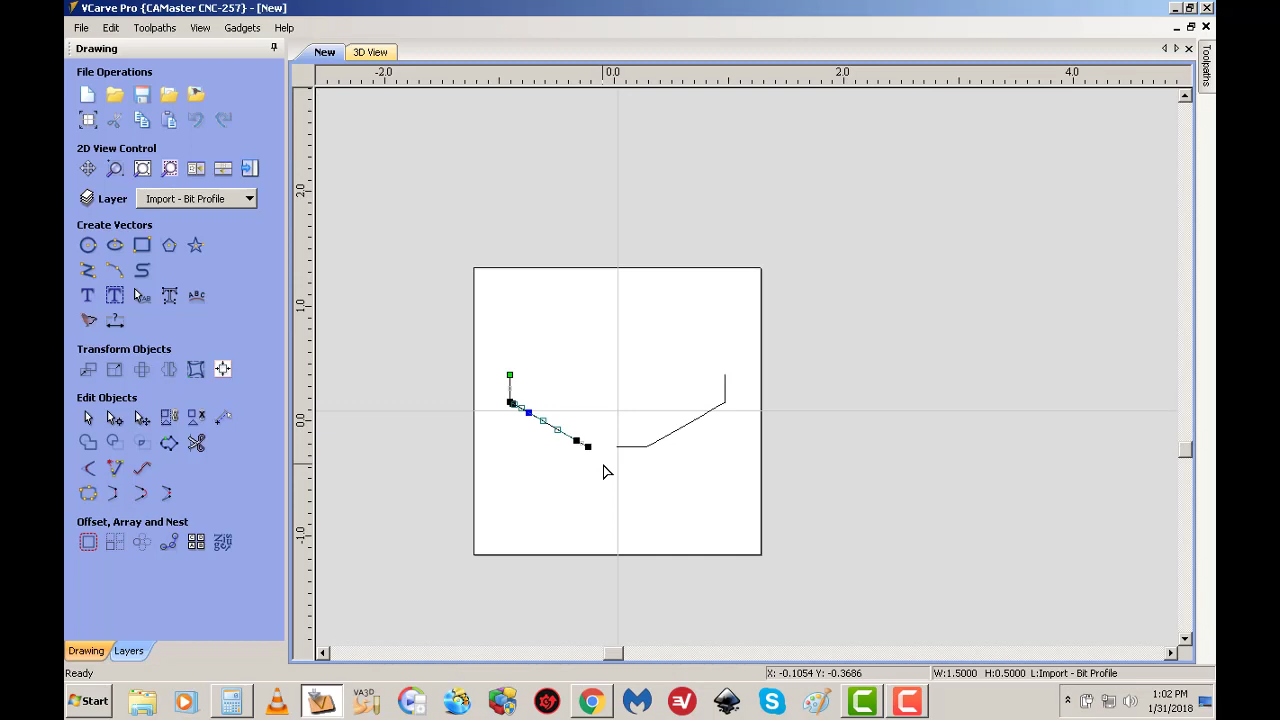 VCarve Pro {CAMaster CNC-257} - [New]
File Edit Toolpaths View Gadgets Help
Drawing
New 3D View
File Operations
-2.0 0.0 2.0 4.0
Toolpaths
2D View Control
2.0
Layer Import - Bit Profile
Create Vectors
T T AB ABC
1.0
Transform Objects
Edit Objects
0.0
Offset, Array and Nest
-1.0
Drawing Layers
Ready X: -0.1054 Y: -0.3686 W:1.5000 H:0.5000 L:Import - Bit Profile
Start VA3D 1:02 PM
1/31/2018